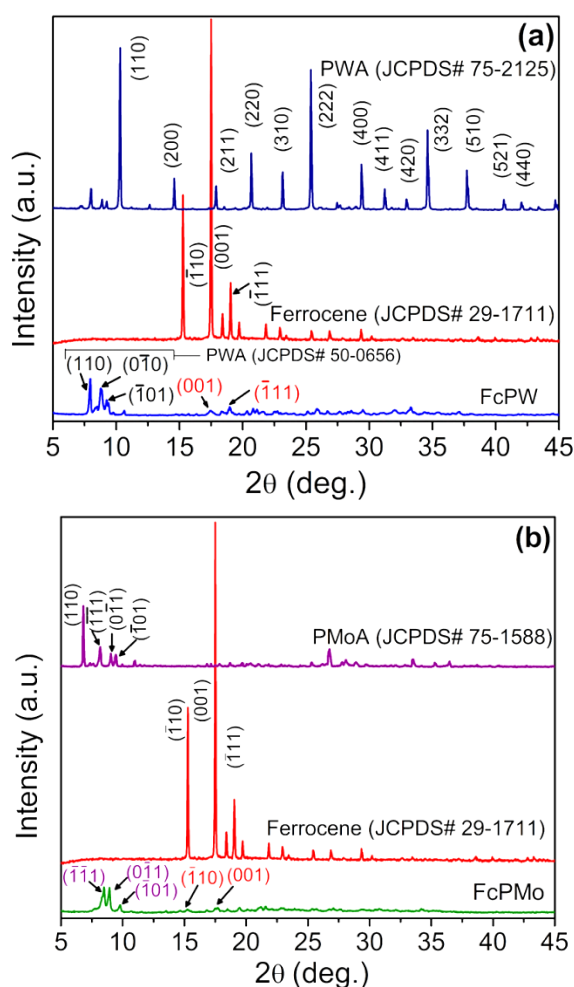 (a)
PWA (JCPDS# 75-2125)
(110)
(200)
(211)
(220)
(310)
(222)
(400)
(411)
(420)
(332)
(510)
(521)
(440)
(1̄10)
(001)
(1̄11)
Ferrocene (JCPDS# 29-1711)
PWA (JCPDS# 50-0656)
(110)
(01̄0)
(1̄01)
(001)
(1̄11)
FcPW
Intensity (a.u.)
5 10 15 20 25 30 35 40 45
2θ (deg.)
(b)
(110)
(1̄1̄1)
(01̄1)
(1̄01)
PMoA (JCPDS# 75-1588)
(1̄10)
(001)
(1̄11)
Ferrocene (JCPDS# 29-1711)
(1̄1̄1)
(01̄1)
(1̄01)
(1̄10)
(001)
FcPMo
Intensity (a.u.)
5 10 15 20 25 30 35 40 45
2θ (deg.)